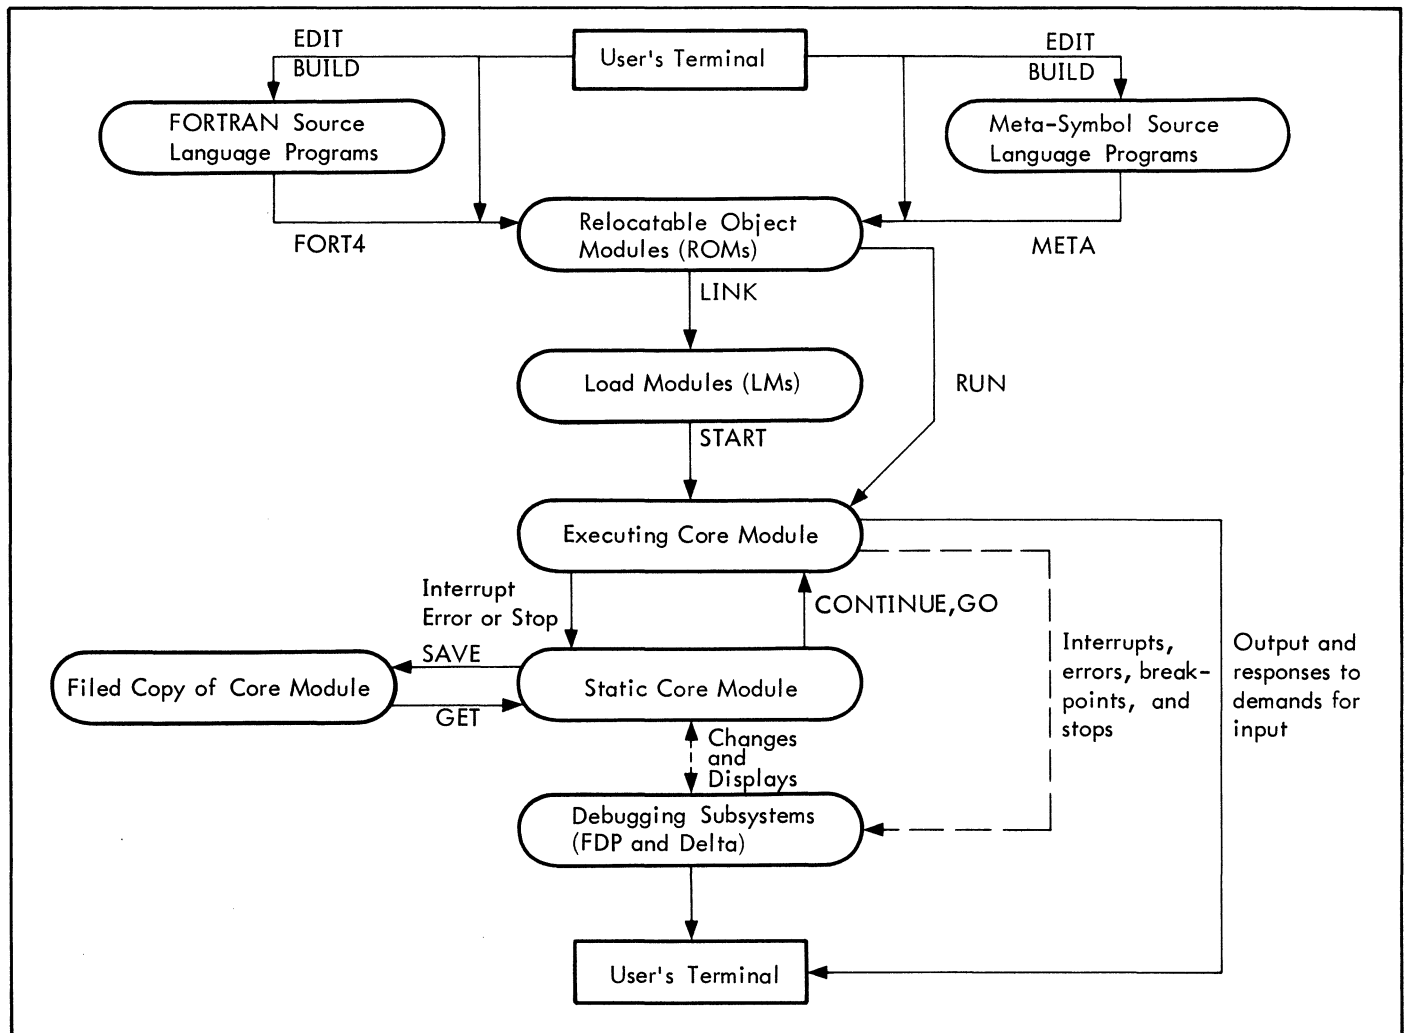 EDIT
BUILD
User's Terminal
EDIT
BUILD
FORTRAN Source
Language Programs
Meta-Symbol Source
Language Programs
FORT4
Relocatable Object
Modules (ROMs)
META
LINK
Load Modules (LMs)
RUN
START
Executing Core Module
Interrupt
Error or Stop
CONTINUE,GO
SAVE
Filed Copy of Core Module
GET
Static Core Module
Interrupts,
errors, break-
points, and
stops
Output and
responses to
demands for
input
Changes
and
Displays
Debugging Subsystems
(FDP and Delta)
User's Terminal